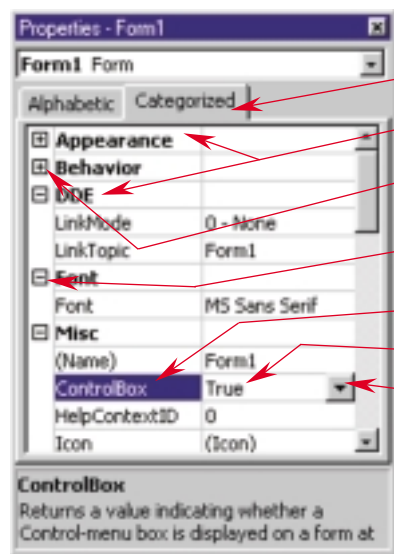 Properties - Form1
Form1 Form
Alphabetic Categorized
Appearance
Behavior
DDE
LinkMode 0 - None
LinkTopic Form1
Font
Font MS Sans Serif
Misc
(Name) Form1
ControlBox True
HelpContextID 0
Icon (Icon)
ControlBox
Returns a value indicating whether a
Control-menu box is displayed on a form at